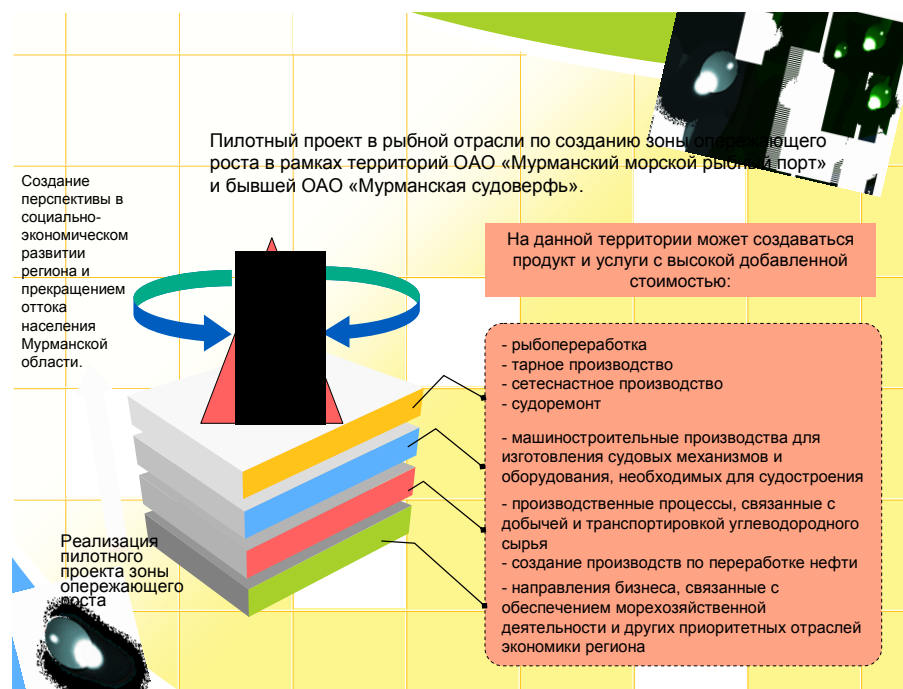 Пилотный проект в рыбной отрасли по созданию зоны опережающего
роста в рамках территорий ОАО «Мурманский морской рыбный порт»
и бывшей ОАО «Мурманская судоверфь».
Создание
перспективы в
социально-
экономическом
развитии
региона и
прекращением
оттока
населения
Мурманской
области.
На данной территории может создаваться
продукт и услуги с высокой добавленной
стоимостью:
- рыбопереработка
- тарное производство
- сетеснастное производство
- судоремонт
- машиностроительные производства для
изготовления судовых механизмов и
оборудования, необходимых для судостроения
- производственные процессы, связанные с
добычей и транспортировкой углеводородного
сырья
- создание производств по переработке нефти
- направления бизнеса, связанные с
обеспечением морехозяйственной
деятельности и других приоритетных отраслей
экономики региона
Реализация
пилотного
проекта зоны
опережающего
роста